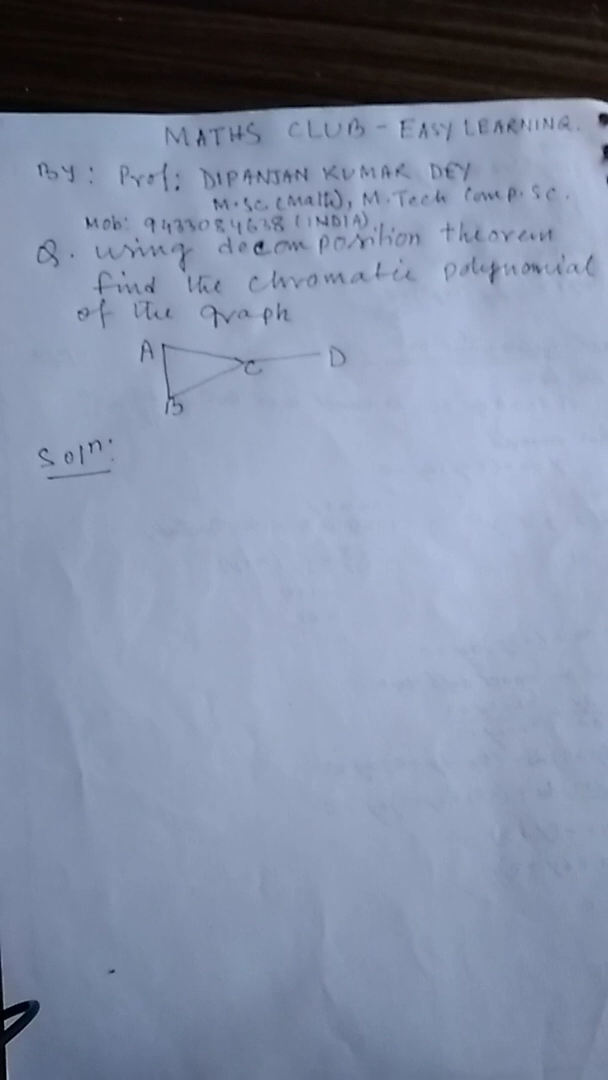 MATHS CLUB - EASY LEARNING.
By: Prof: DIPANJAN KUMAR DEY
M.Sc. (Math), M.Tech Comp. Sc.
Mob: 9433084638 (INDIA)
Q. using decomposition theorem
find the chromatic polynomial
of the graph
A
C
D
B
Soln: